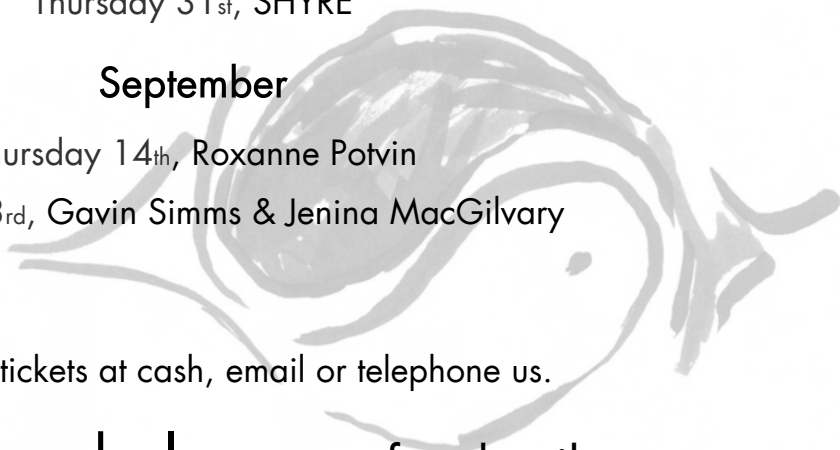 Thursday 31st, SHYRE
September
ursday 14th, Roxanne Potvin
3rd, Gavin Simms & Jenina MacGilvary
tickets at cash, email or telephone us.